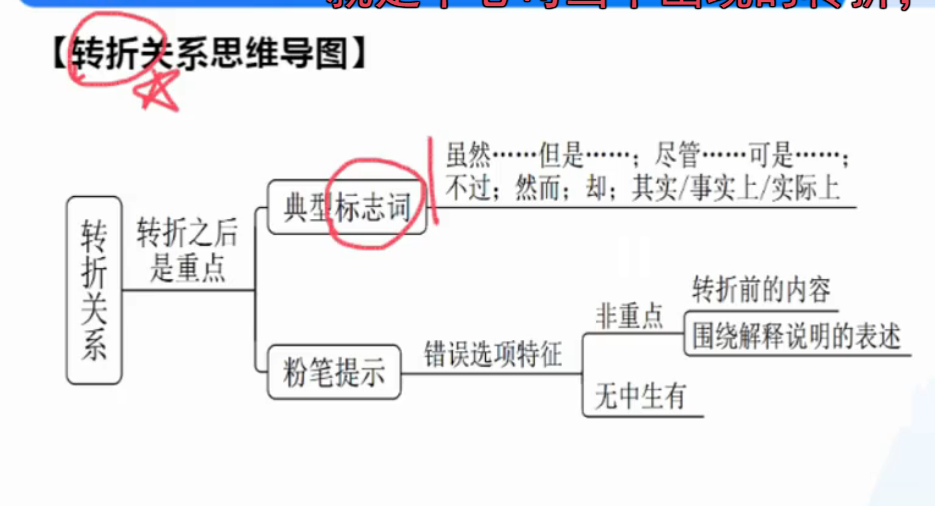 【转折关系思维导图】
虽然……但是……；尽管……可是……；
不过；然而；却；其实/事实上/实际上
典型标志词
转折之后
是重点
转折关系
转折前的内容
非重点
围绕解释说明的表述
错误选项特征
粉笔提示
无中生有